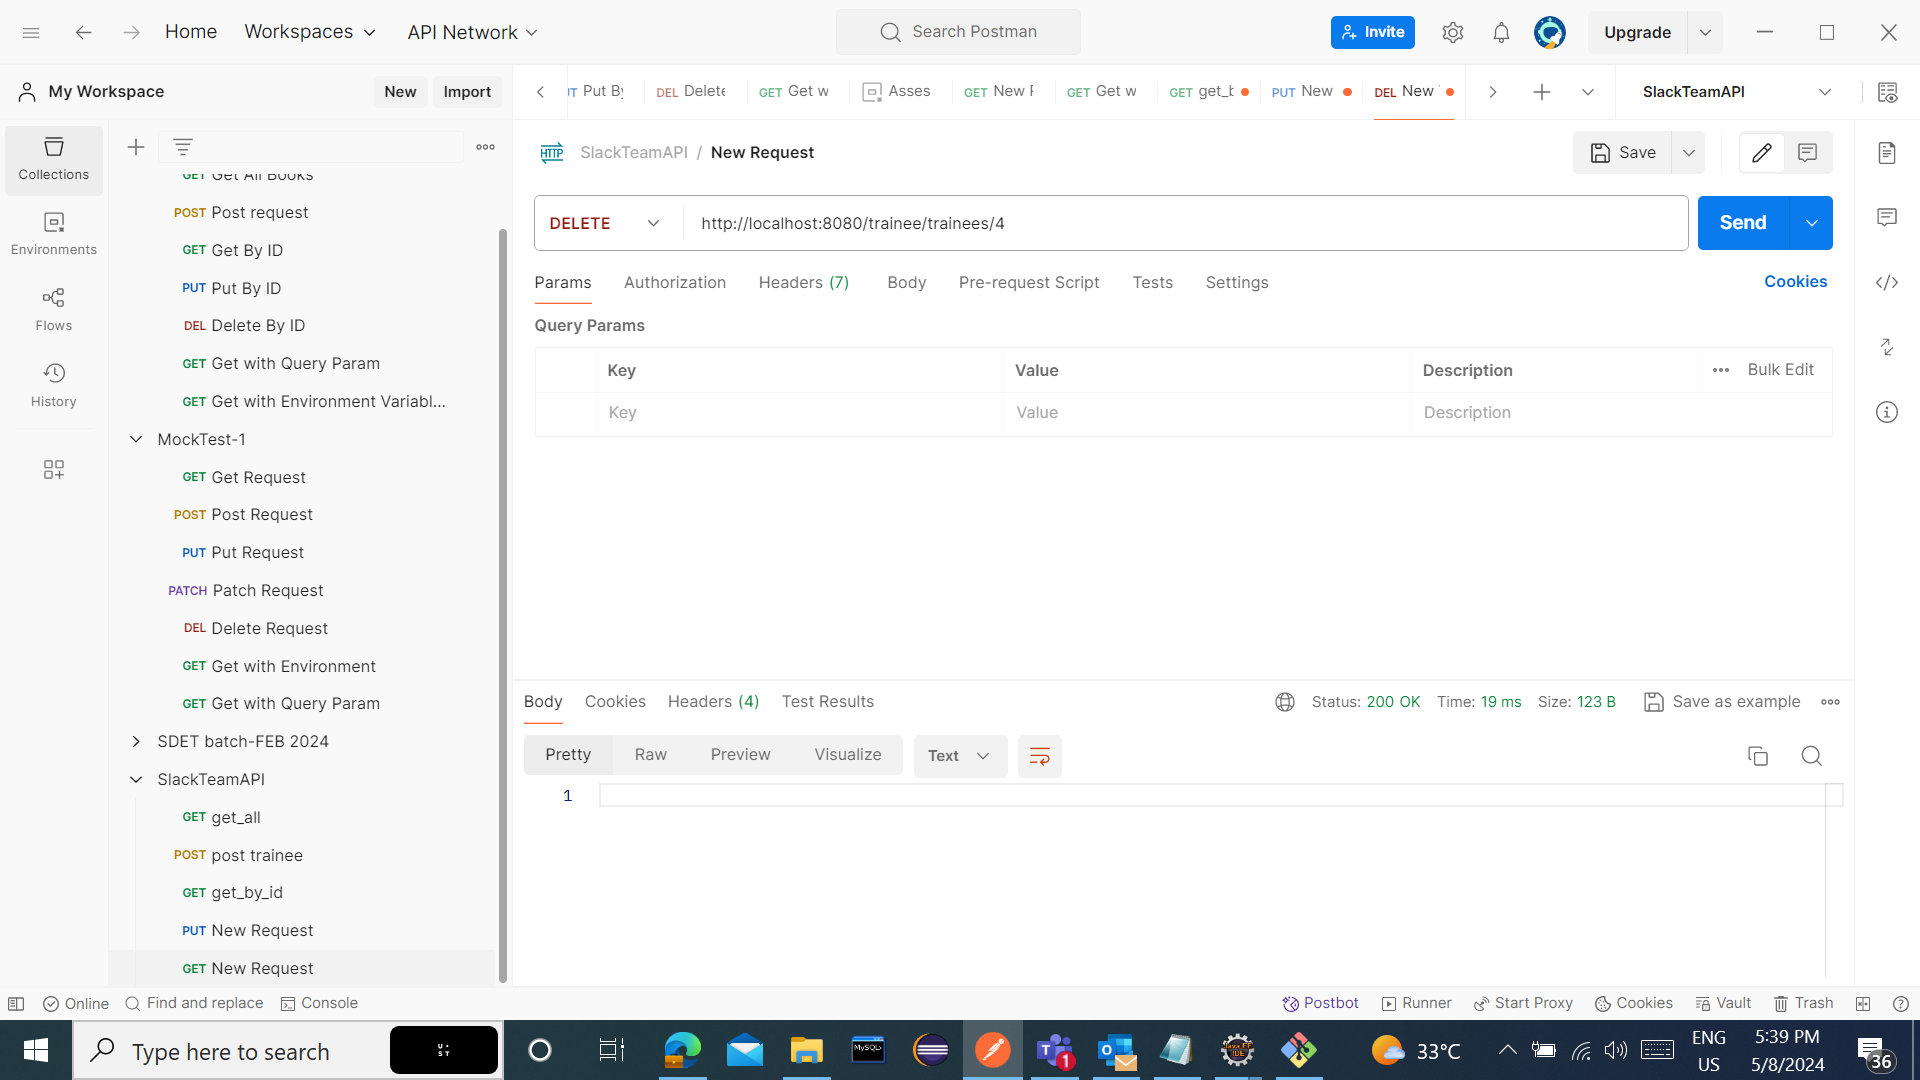 Home Workspaces API Network Search Postman Invite Upgrade
My Workspace New Import
Put By DEL Delete GET Get w Asses GET New F GET Get w GET get_b PUT New DEL New SlackTeamAPI
Collections
Environments
Flows
History
GET Get All Books
POST Post request
GET Get By ID
PUT Put By ID
DEL Delete By ID
GET Get with Query Param
GET Get with Environment Variabl...
MockTest-1
GET Get Request
POST Post Request
PUT Put Request
PATCH Patch Request
DEL Delete Request
GET Get with Environment
GET Get with Query Param
SDET batch-FEB 2024
SlackTeamAPI
GET get_all
POST post trainee
GET get_by_id
PUT New Request
GET New Request
HTTP SlackTeamAPI / New Request Save
DELETE http://localhost:8080/trainee/trainees/4 Send
Params Authorization Headers (7) Body Pre-request Script Tests Settings Cookies
Query Params
Key Value Description Bulk Edit
Key Value Description
Body Cookies Headers (4) Test Results Status: 200 OK Time: 19 ms Size: 123 B Save as example
Pretty Raw Preview Visualize Text
1
Online Find and replace Console Postbot Runner Start Proxy Cookies Vault Trash
Type here to search
U·
ST
MySQL
Java EE
IDE
1
33°C
ENG
US
5:39 PM
5/8/2024
36